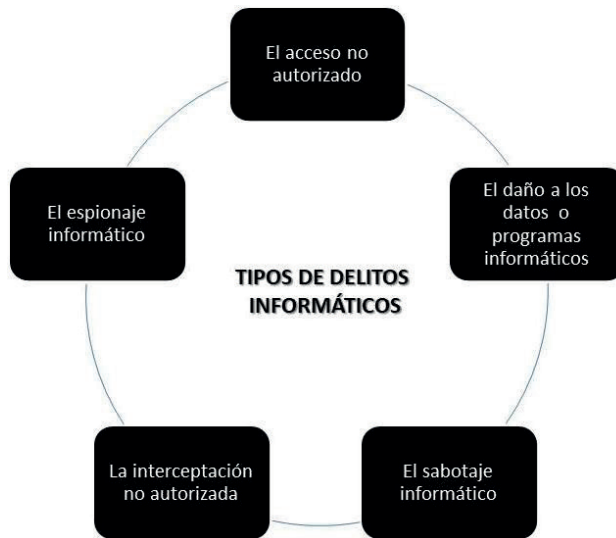 El acceso no
autorizado
El daño a los
datos o
programas
informáticos
El sabotaje
informático
La interceptación
no autorizada
El espionaje
informático
TIPOS DE DELITOS
INFORMÁTICOS